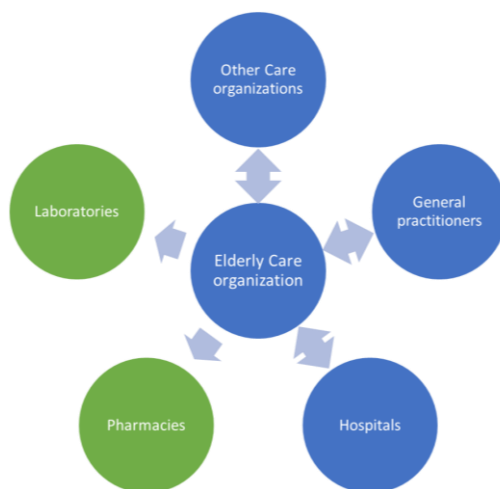 Other Care
organizations
Laboratories
General
practitioners
Elderly Care
organization
Pharmacies
Hospitals